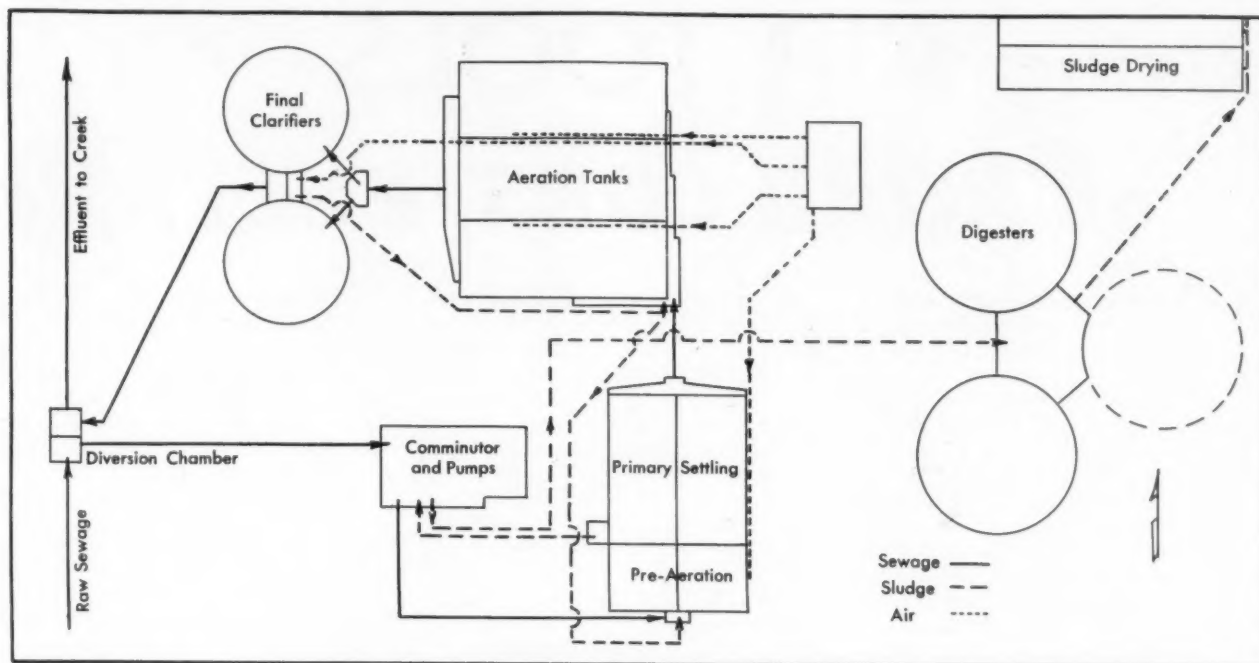 Sludge Drying
Final
Clarifiers
Aeration Tanks
Effluent to Creek
Digesters
Diversion Chamber
Comminutor
and Pumps
Primary Settling
Pre-Aeration
Raw Sewage
Sewage
Sludge
Air